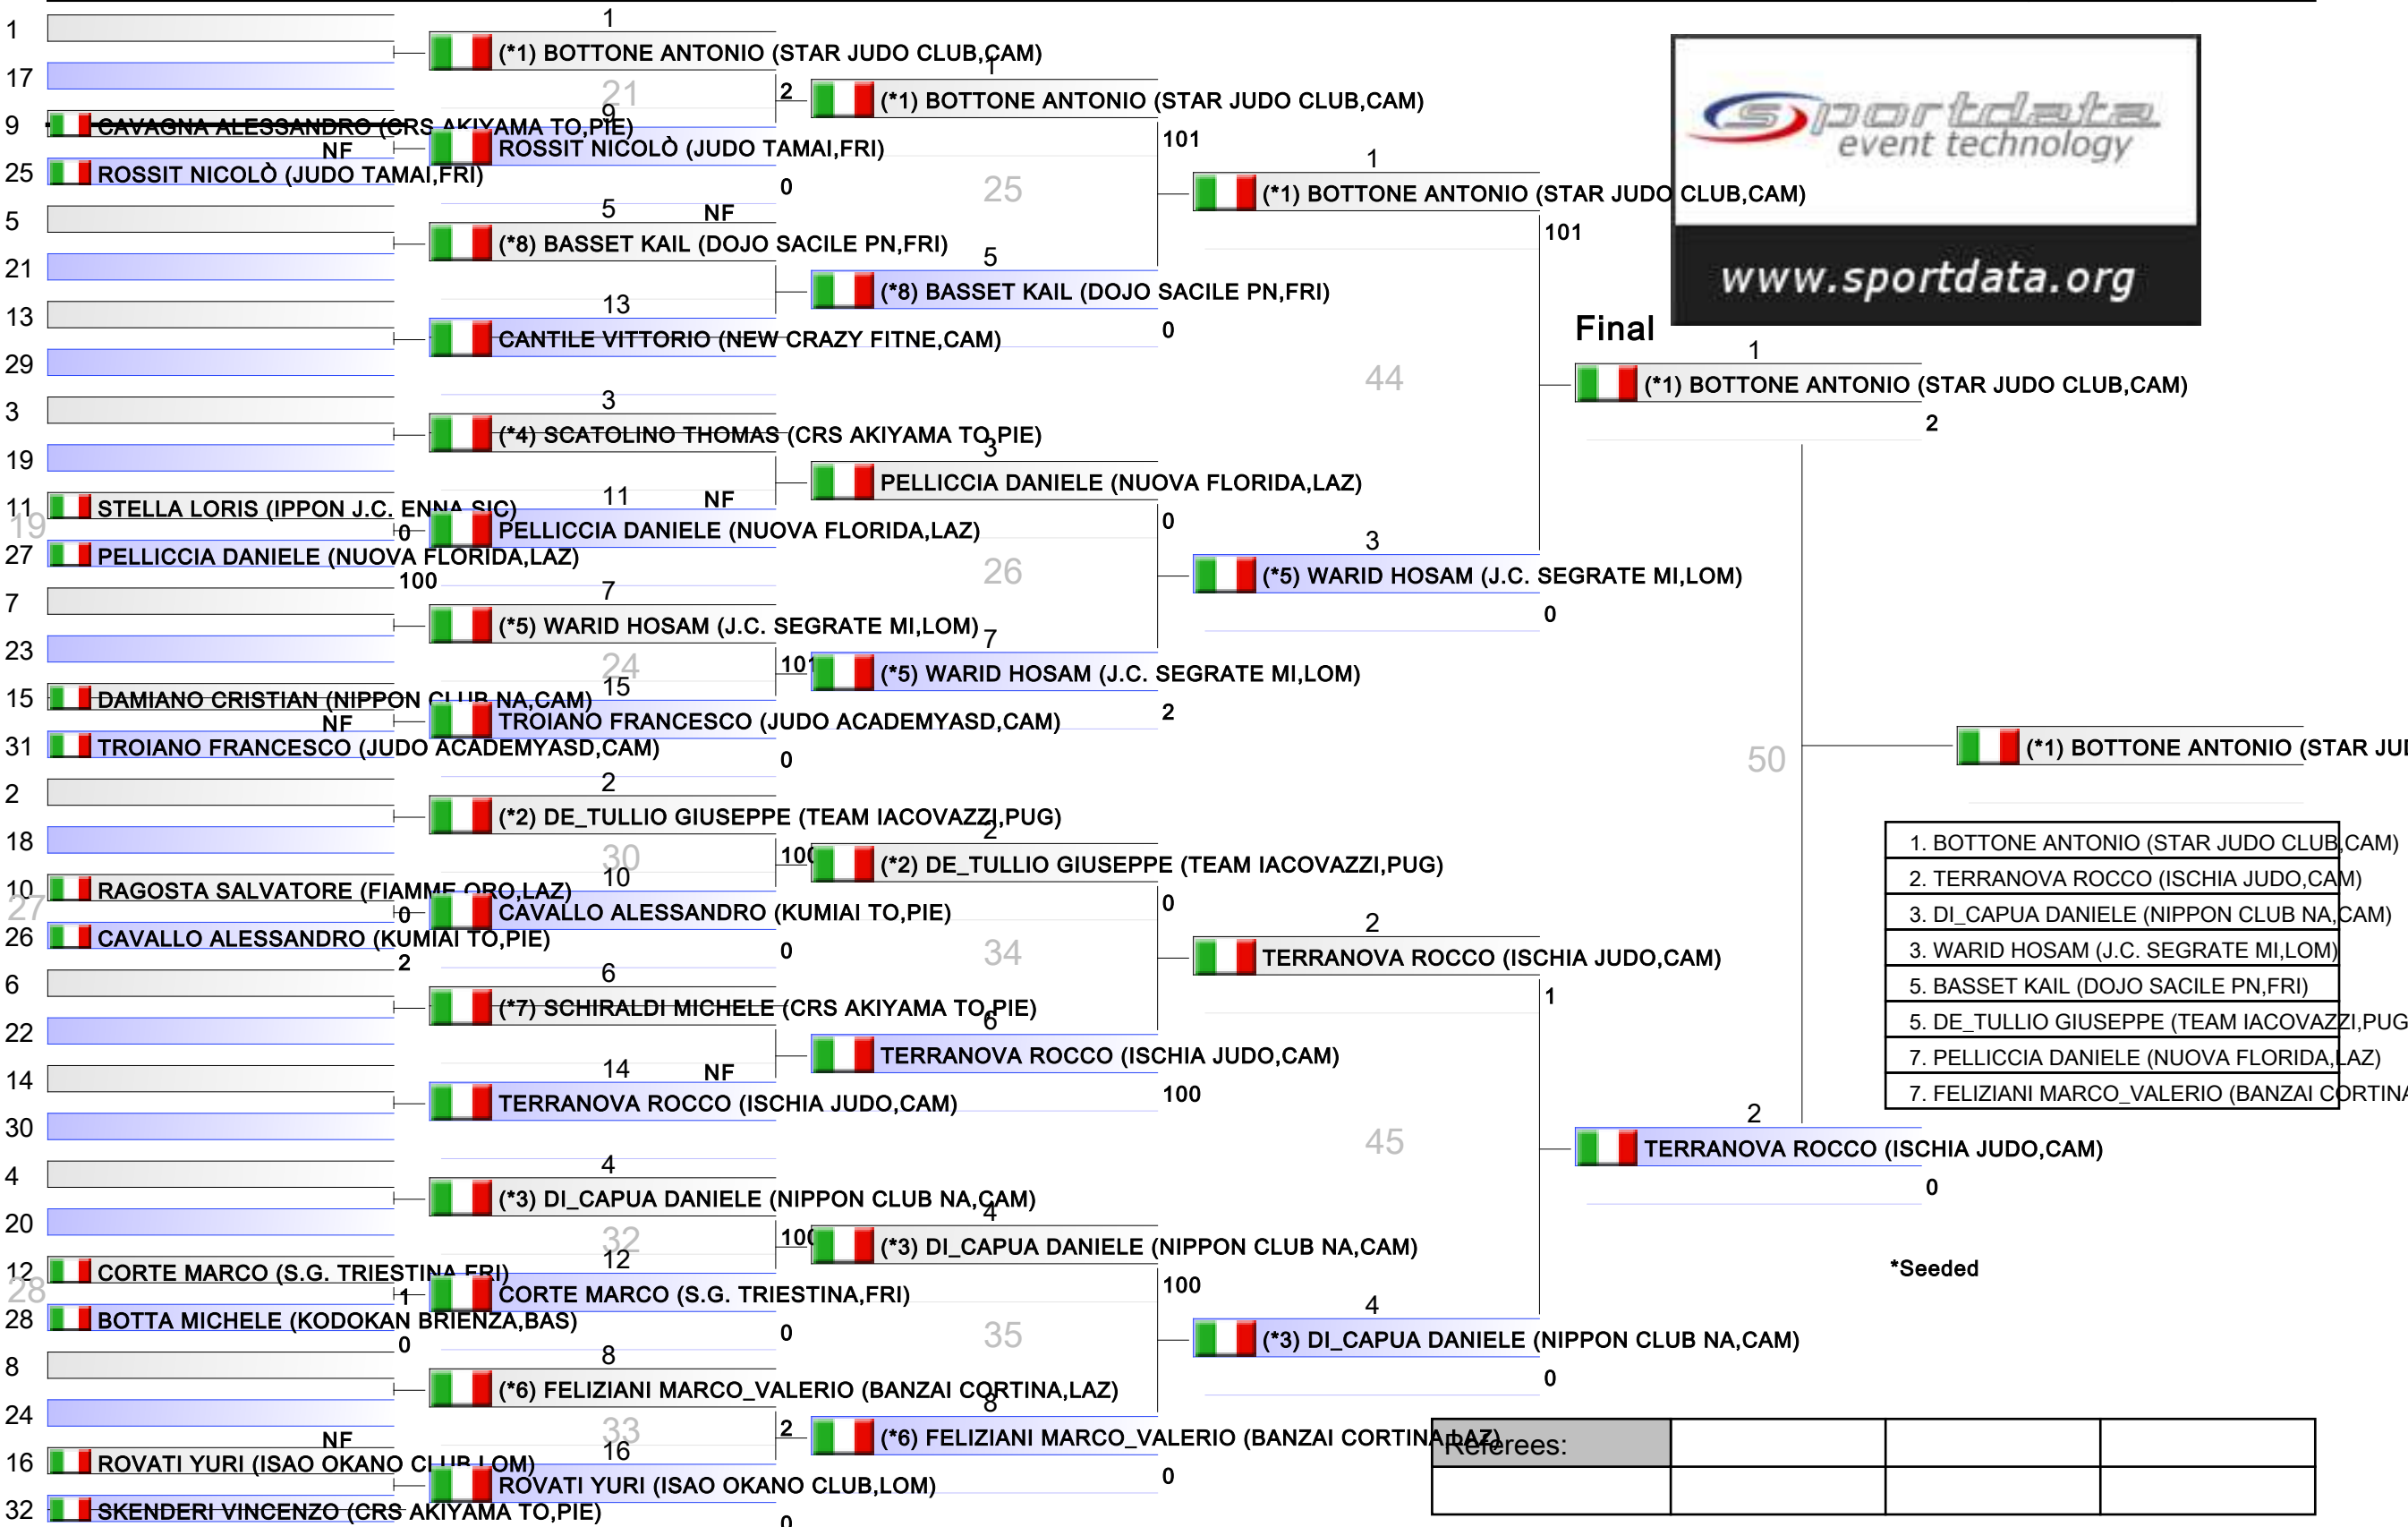 1
17
9 CAVAGNA ALESSANDRO (CRS AKIYAMA TO,PIE)
NF
25 ROSSIT NICOLÒ (JUDO TAMAI,FRI)
5
21
13
29
3
19
11 STELLA LORIS (IPPON J.C. ENNA,SIC)
19
0
27 PELLICCIA DANIELE (NUOVA FLORIDA,LAZ)
100
7
23
15 DAMIANO CRISTIAN (NIPPON CLUB NA,CAM)
NF
31 TROIANO FRANCESCO (JUDO ACADEMYASD,CAM)
2
18
10 RAGOSTA SALVATORE (FIAMME ORO,LAZ)
27
0
26 CAVALLO ALESSANDRO (KUMIAI TO,PIE)
2
6
22
14
30
4
20
12 CORTE MARCO (S.G. TRIESTINA,FRI)
28
1
28 BOTTA MICHELE (KODOKAN BRIENZA,BAS)
0
8
24
NF
16 ROVATI YURI (ISAO OKANO CLUB,LOM)
32 SKENDERI VINCENZO (CRS AKIYAMA TO,PIE)
1
(*1) BOTTONE ANTONIO (STAR JUDO CLUB,CAM)
21
2
9
ROSSIT NICOLÒ (JUDO TAMAI,FRI)
0
5 NF
(*8) BASSET KAIL (DOJO SACILE PN,FRI)
13
CANTILE VITTORIO (NEW CRAZY FITNE,CAM)
3
(*4) SCATOLINO THOMAS (CRS AKIYAMA TO,PIE)
11 NF
PELLICCIA DANIELE (NUOVA FLORIDA,LAZ)
7
(*5) WARID HOSAM (J.C. SEGRATE MI,LOM)
24
101
15
TROIANO FRANCESCO (JUDO ACADEMYASD,CAM)
0
2
(*2) DE_TULLIO GIUSEPPE (TEAM IACOVAZZI,PUG)
30
100
10
CAVALLO ALESSANDRO (KUMIAI TO,PIE)
0
6
(*7) SCHIRALDI MICHELE (CRS AKIYAMA TO,PIE)
14 NF
TERRANOVA ROCCO (ISCHIA JUDO,CAM)
4
(*3) DI_CAPUA DANIELE (NIPPON CLUB NA,CAM)
32
100
12
CORTE MARCO (S.G. TRIESTINA,FRI)
0
8
(*6) FELIZIANI MARCO_VALERIO (BANZAI CORTINA,LAZ)
33
2
16
ROVATI YURI (ISAO OKANO CLUB,LOM)
0
1
(*1) BOTTONE ANTONIO (STAR JUDO CLUB,CAM)
101
25
5
(*8) BASSET KAIL (DOJO SACILE PN,FRI)
0
3
PELLICCIA DANIELE (NUOVA FLORIDA,LAZ)
0
26
7
(*5) WARID HOSAM (J.C. SEGRATE MI,LOM)
2
2
(*2) DE_TULLIO GIUSEPPE (TEAM IACOVAZZI,PUG)
0
34
6
TERRANOVA ROCCO (ISCHIA JUDO,CAM)
100
4
(*3) DI_CAPUA DANIELE (NIPPON CLUB NA,CAM)
100
35
8
(*6) FELIZIANI MARCO_VALERIO (BANZAI CORTINA,LAZ)
0
1
(*1) BOTTONE ANTONIO (STAR JUDO CLUB,CAM)
101
44
3
(*5) WARID HOSAM (J.C. SEGRATE MI,LOM)
0
2
TERRANOVA ROCCO (ISCHIA JUDO,CAM)
1
45
4
(*3) DI_CAPUA DANIELE (NIPPON CLUB NA,CAM)
0
sportdata
event technology
www.sportdata.org
Final
1
(*1) BOTTONE ANTONIO (STAR JUDO CLUB,CAM)
2
50
2
TERRANOVA ROCCO (ISCHIA JUDO,CAM)
0
(*1) BOTTONE ANTONIO (STAR JUD
1. BOTTONE ANTONIO (STAR JUDO CLUB,CAM)
2. TERRANOVA ROCCO (ISCHIA JUDO,CAM)
3. DI_CAPUA DANIELE (NIPPON CLUB NA,CAM)
3. WARID HOSAM (J.C. SEGRATE MI,LOM)
5. BASSET KAIL (DOJO SACILE PN,FRI)
5. DE_TULLIO GIUSEPPE (TEAM IACOVAZZI,PUG
7. PELLICCIA DANIELE (NUOVA FLORIDA,LAZ)
7. FELIZIANI MARCO_VALERIO (BANZAI CORTINA
*Seeded
Referees: